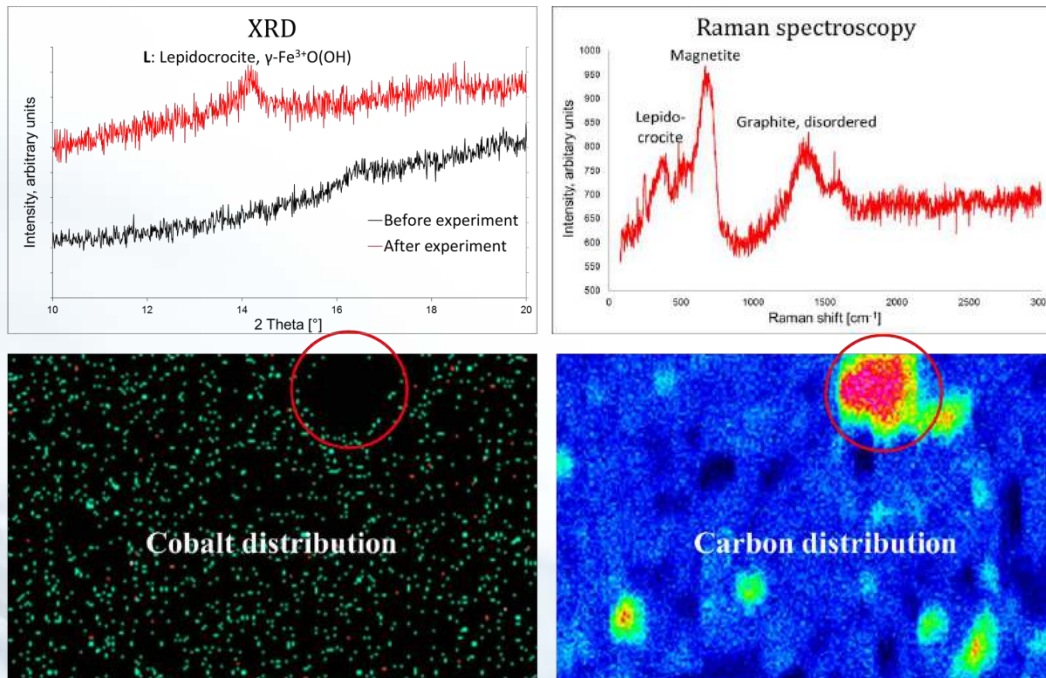 XRD
L: Lepidocrocite, γ-Fe³⁺O(OH)
Intensity, arbitrary units
Before experiment
After experiment
10 12 14 16 18 20
2 Theta [°]
Raman spectroscopy
1000
950
900
850
800
750
700
650
600
550
500
Magnetite
Lepido-
crocite
Graphite, disordered
Intensity, arbitary units
0 500 1000 1500 2000 2500 3000
Raman shift [cm⁻¹]
Cobalt distribution
Carbon distribution